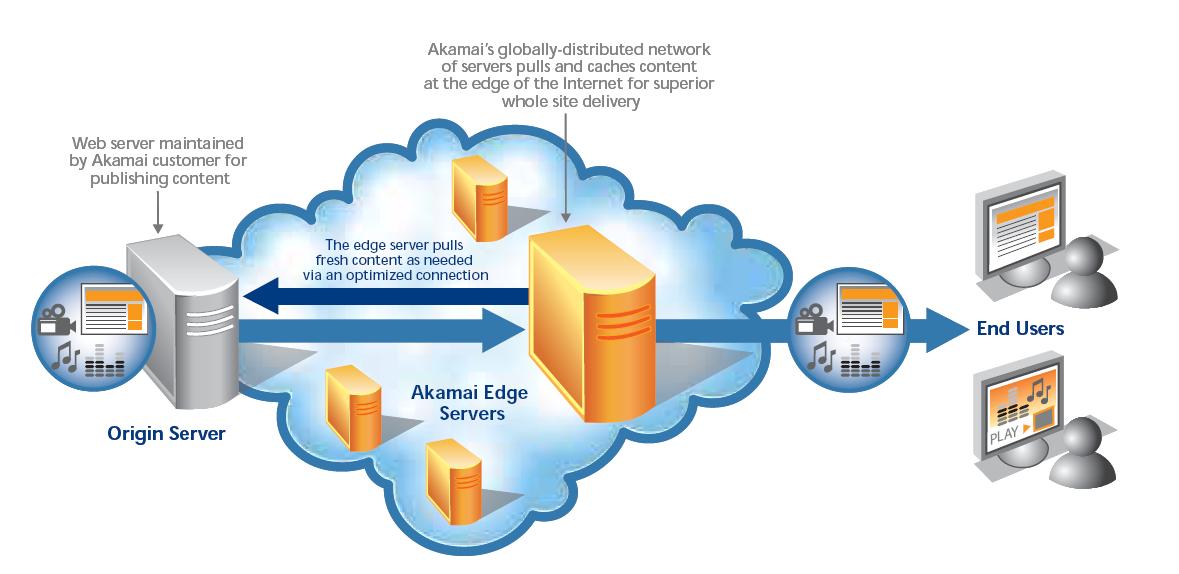 Akamai's globally-distributed network
of servers pulls and caches content
at the edge of the Internet for superior
whole site delivery
Web server maintained
by Akamai customer for
publishing content
The edge server pulls
fresh content as needed
via an optimized connection
End Users
Akamai Edge
Servers
Origin Server
PLAY